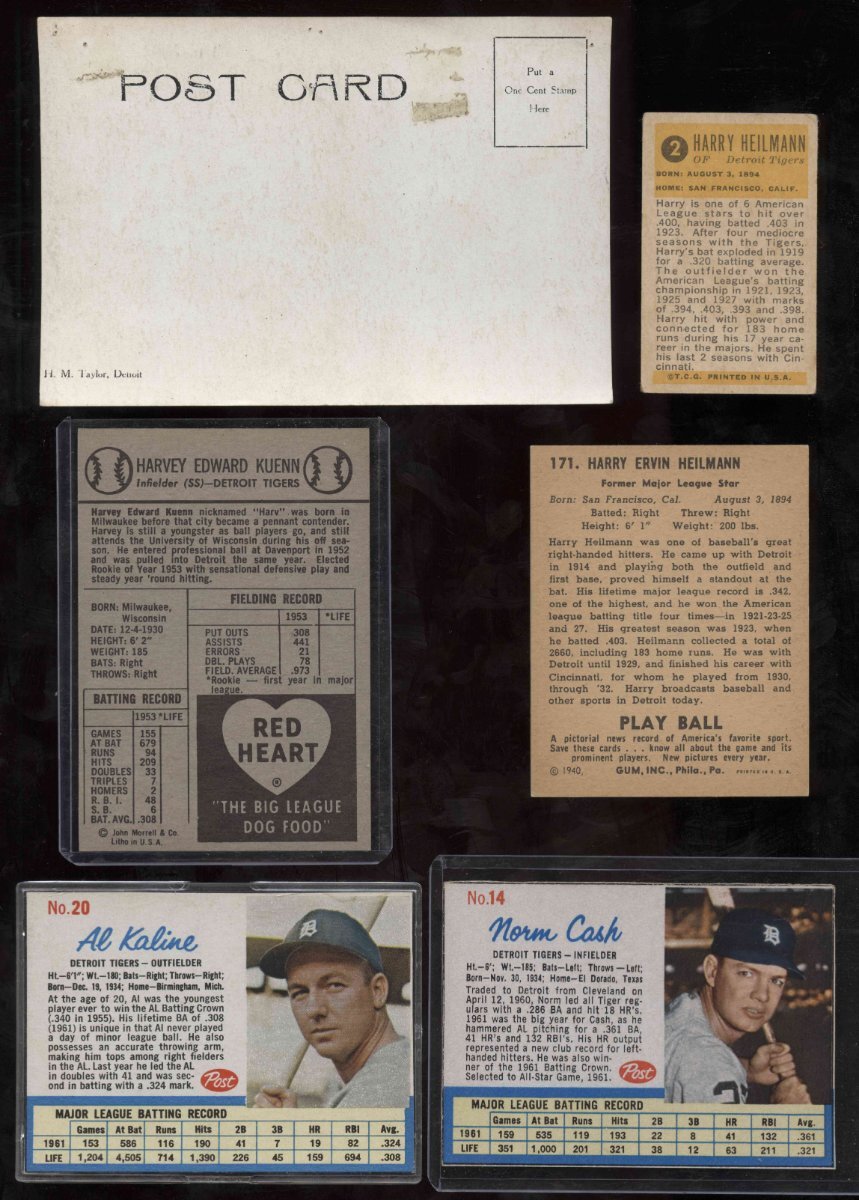 POST CARD
Put a
One Cent Stamp
Here
H. M. Taylor, Detroit
2 HARRY HEILMANN
OF Detroit Tigers
BORN: AUGUST 3, 1894
HOME: SAN FRANCISCO, CALIF.
Harry is one of 6 American
League stars to hit over
.400, having batted .403 in
1923. After four mediocre
seasons with the Tigers,
Harry's bat exploded in 1919
for a .320 batting average.
The outfielder won the
American League's batting
championship in 1921, 1923,
1925 and 1927 with marks
of .394, .403, .393 and .398.
Harry hit with power and
connected for 183 home
runs during his 17 year ca-
reer in the majors. He spent
his last 2 seasons with Cin-
cinnati.
©T.C.G. PRINTED IN U.S.A.
HARVEY EDWARD KUENN
Infielder (SS)—DETROIT TIGERS
Harvey Edward Kuenn nicknamed "Harv" was born in
Milwaukee before that city became a pennant contender.
Harvey is still a youngster as ball players go, and still
attends the University of Wisconsin during his off sea-
son. He entered professional ball at Davenport in 1952
and was pulled into Detroit the same year. Elected
Rookie of Year 1953 with sensational defensive play and
steady year 'round hitting.
BORN: Milwaukee,
Wisconsin
DATE: 12-4-1930
HEIGHT: 6' 2"
WEIGHT: 185
BATS: Right
THROWS: Right
FIELDING RECORD
1953 *LIFE
PUT OUTS .308
ASSISTS 441
ERRORS 21
DBL. PLAYS 78
FIELD. AVERAGE .973
*Rookie — first year in major
league.
BATTING RECORD
1953 *LIFE
GAMES 155
AT BAT 679
RUNS 94
HITS 209
DOUBLES 33
TRIPLES 7
HOMERS 2
R. B. I. 48
S. B. 6
BAT. AVG. .308
© John Morrell & Co.
Litho in U.S.A.
RED
HEART
®
"THE BIG LEAGUE
DOG FOOD"
171. HARRY ERVIN HEILMANN
Former Major League Star
Born: San Francisco, Cal. August 3, 1894
Batted: Right Threw: Right
Height: 6' 1" Weight: 200 lbs.
Harry Heilmann was one of baseball's great
right-handed hitters. He came up with Detroit
in 1914 and playing both the outfield and
first base, proved himself a standout at the
bat. His lifetime major league record is .342,
one of the highest, and he won the American
league batting title four times—in 1921-23-25
and 27. His greatest season was 1923, when
he batted .403. Heilmann collected a total of
2660, including 183 home runs. He was with
Detroit until 1929, and finished his career with
Cincinnati, for whom he played from 1930,
through '32. Harry broadcasts baseball and
other sports in Detroit today.
PLAY BALL
A pictorial news record of America's favorite sport.
Save these cards . . . know all about the game and its
prominent players. New pictures every year.
© 1940, GUM, INC., Phila., Pa. PRINTED IN U. S. A.
No.20
Al Kaline
DETROIT TIGERS — OUTFIELDER
Ht.—6'1"; Wt.—180; Bats—Right; Throws—Right;
Born—Dec. 19, 1934; Home—Birmingham, Mich.
At the age of 20, Al was the youngest
ever to win the AL Batting Crown
(.340 in 1955). His lifetime BA of .308
(1961) is unique in that Al never played
a day of minor league ball. He also
possesses an accurate throwing arm,
making him tops among right fielders
in the AL. Last year he led the AL
in doubles with 41 and was sec-
ond in batting with a .324 mark.
Post
D
MAJOR LEAGUE BATTING RECORD
Games At Bat Runs Hits 2B 3B HR RBI Avg.
1961 153 586 116 190 41 7 19 82 .324
LIFE 1,204 4,505 714 1,390 226 45 159 694 .308
No.14
Norm Cash
DETROIT TIGERS — INFIELDER
Ht.—6'; Wt.—185; Bats—Left; Throws—Left;
Born—Nov. 30, 1934; Home—El Dorado, Texas
Traded to Detroit from Cleveland on
April 12, 1960, Norm led all Tiger reg-
ulars with a .286 BA and hit 18 HR's.
1961 was the big year for Cash, as he
hammered AL pitching for a .361 BA,
41 HR's and 132 RBI's. His HR output
represented a new club record for left-
handed hitters. He was also win-
ner of the 1961 Batting Crown.
Selected to All-Star Game, 1961.
Post
D
MAJOR LEAGUE BATTING RECORD
Games At Bat Runs Hits 2B 3B HR RBI Avg.
1961 159 535 119 193 22 8 41 132 .361
LIFE 351 1,000 201 321 38 12 63 211 .321